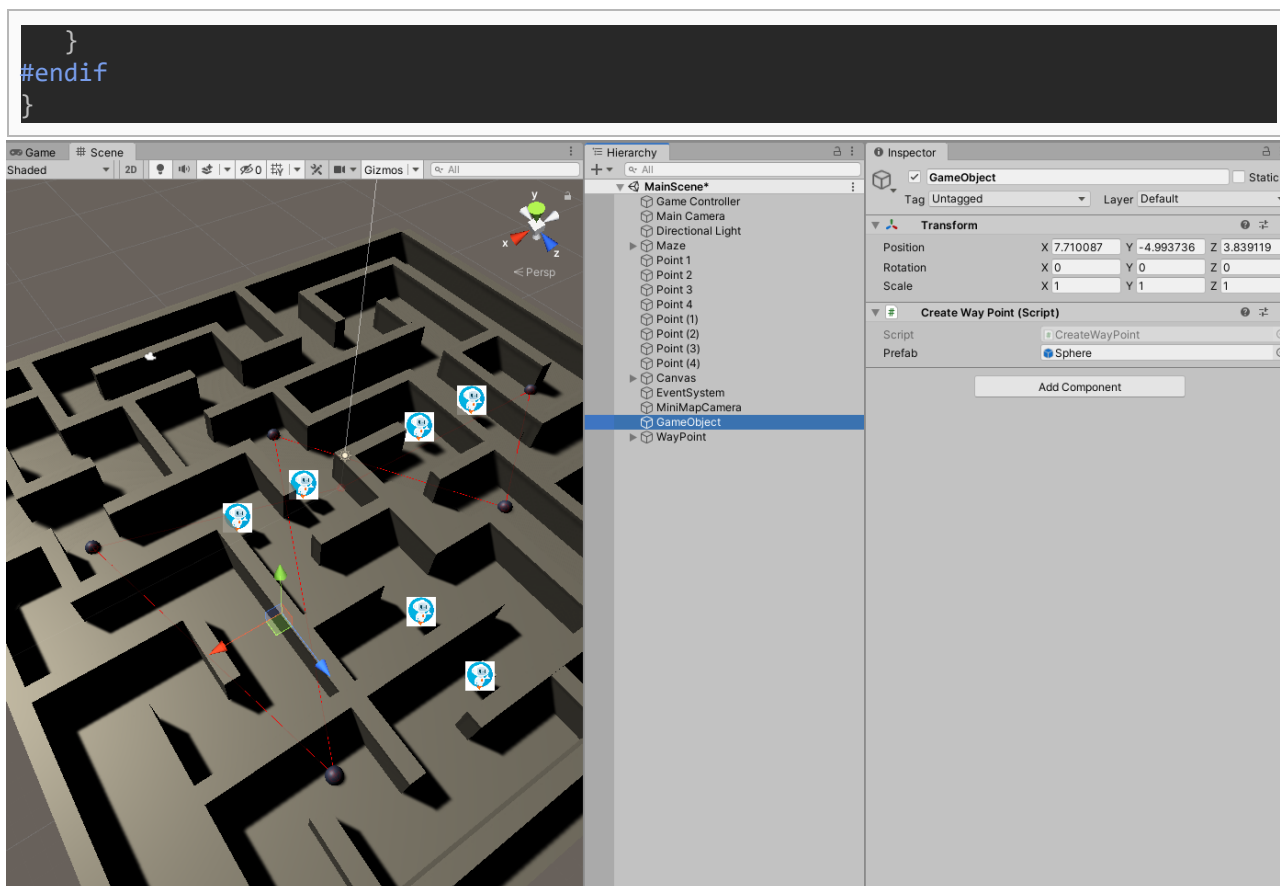 }
#endif
}
Game Scene
Shaded 2D 0 Gizmos All
y
x
z
Persp
Hierarchy
All
MainScene*
Game Controller
Main Camera
Directional Light
Maze
Point 1
Point 2
Point 3
Point 4
Point (1)
Point (2)
Point (3)
Point (4)
Canvas
EventSystem
MiniMapCamera
GameObject
WayPoint
Inspector
GameObject Static
Tag Untagged Layer Default
Transform
Position X 7.710087 Y -4.993736 Z 3.839119
Rotation X 0 Y 0 Z 0
Scale X 1 Y 1 Z 1
# Create Way Point (Script)
Script # CreateWayPoint
Prefab Sphere
Add Component